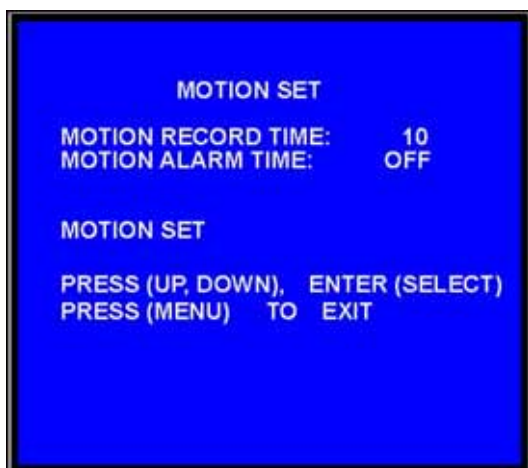 MOTION SET
MOTION RECORD TIME: 10
MOTION ALARM TIME: OFF
MOTION SET
PRESS (UP, DOWN), ENTER (SELECT)
PRESS (MENU) TO EXIT